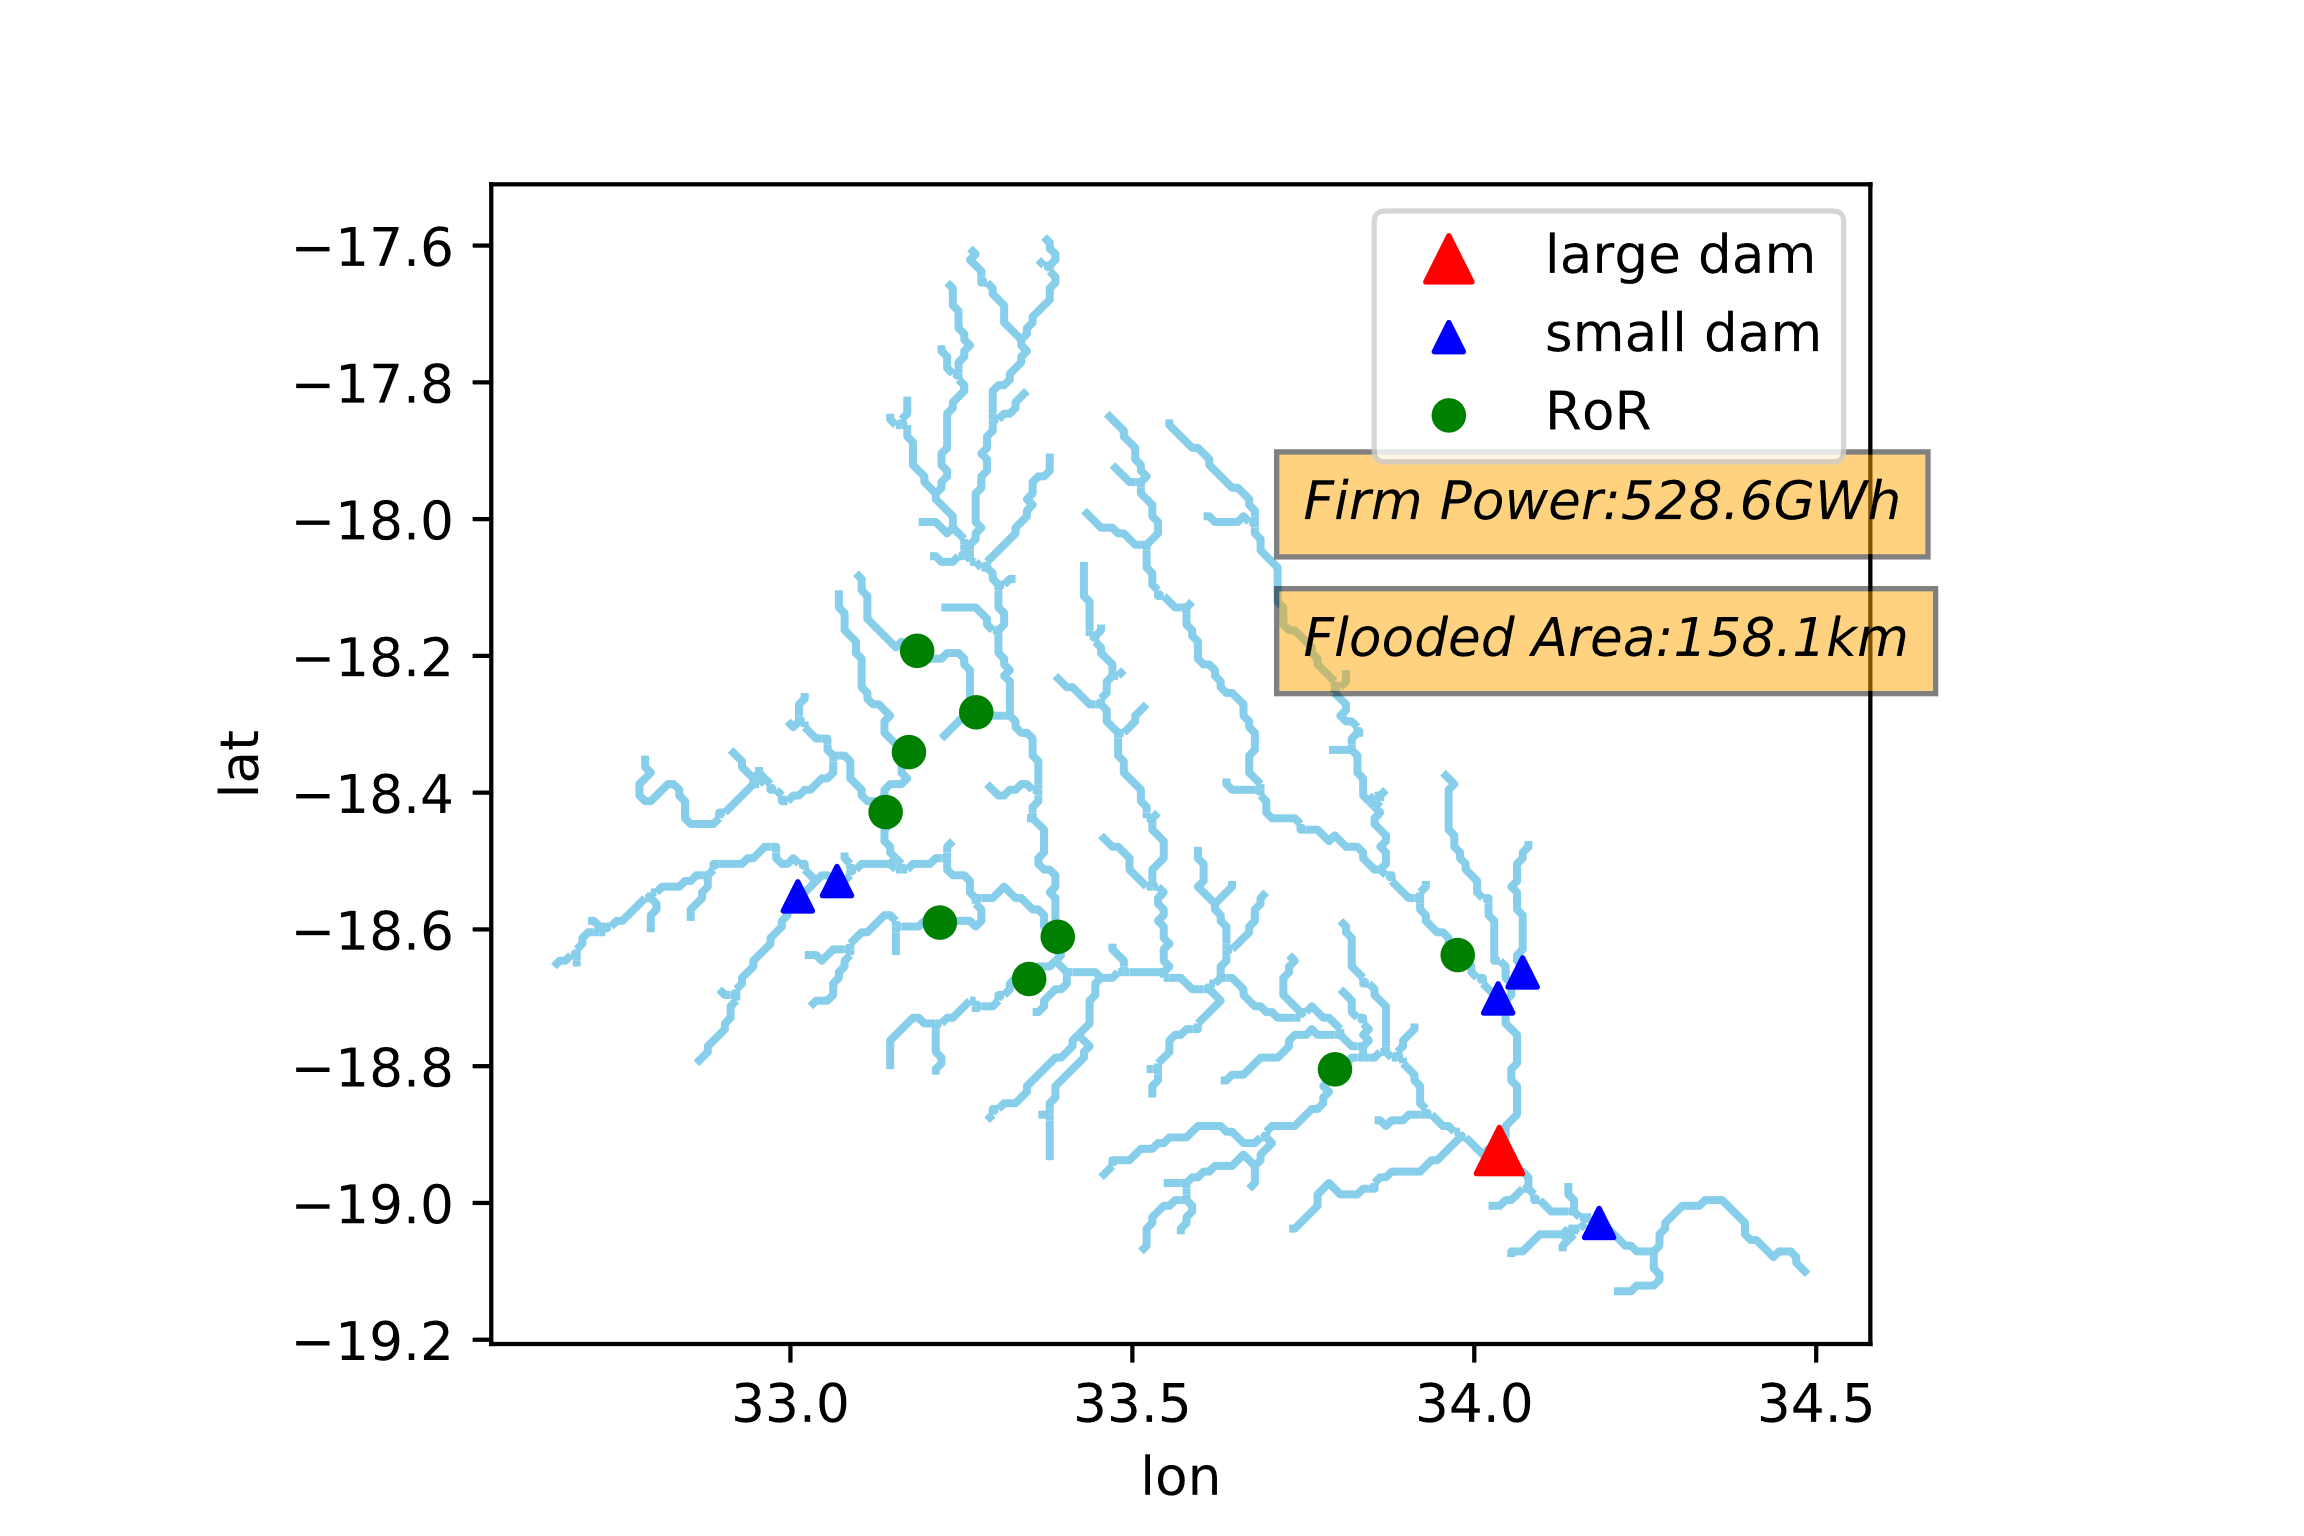 large dam
small dam
RoR
Firm Power:528.6GWh
Flooded Area:158.1km
−17.6
−17.8
−18.0
−18.2
−18.4
−18.6
−18.8
−19.0
−19.2
lat
33.0 33.5 34.0 34.5
lon